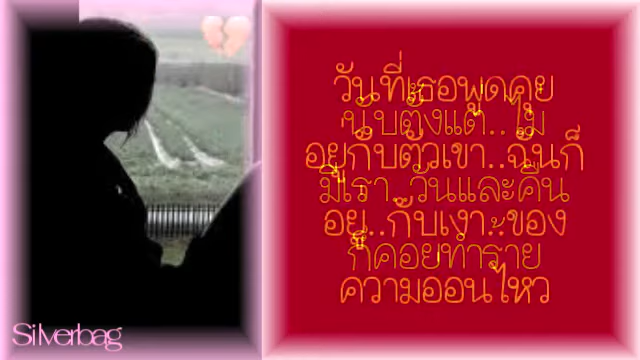 วันที่เธอพูดคุย
นับตั้งแต่..ไม่
อยู่กับตัวเขา..ฉันก็
มีเรา..วันและคืน
อยู่..กับเงา..ของ
ก็คอยทำร้าย
ความอ่อนไหว
Silverbag